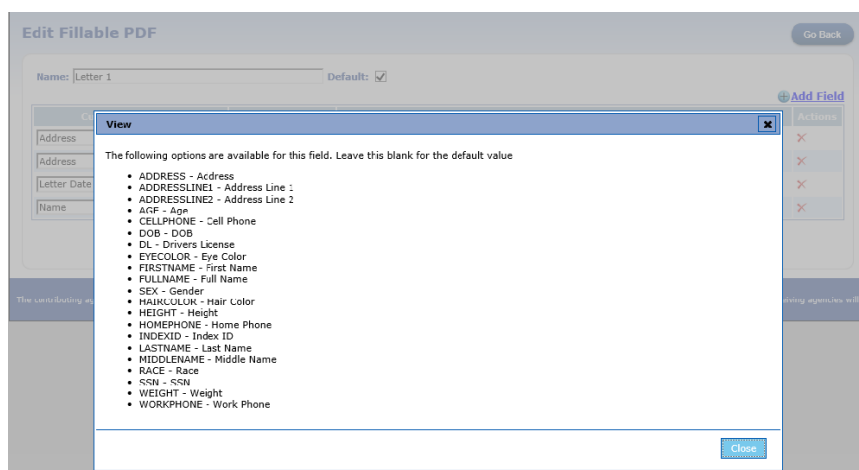 Edit Fillable PDF
Go Back
Name: Letter 1
Default:
Add Field
Actions
View
The following options are available for this field. Leave this blank for the default value
Address
Address
Letter Date
Name
• ADDRESS - Address
• ADDRESSLINE1 - Address Line 1
• ADDRESSLINE2 - Address Line 2
• AGE - Age
• CELLPHONE - Cell Phone
• DOB - DOB
• DL - Drivers License
• EYECOLOR - Eye Color
• FIRSTNAME - First Name
• FULLNAME - Full Name
• SEX - Gender
• HAIRCOLOR - Hair Color
• HEIGHT - Height
• HOMEPHONE - Home Phone
• INDEXID - Index ID
• LASTNAME - Last Name
• MIDDLENAME - Middle Name
• RACE - Race
• SSN - SSN
• WEIGHT - Weight
• WORKPHONE - Work Phone
The contributing
agencies will
Close